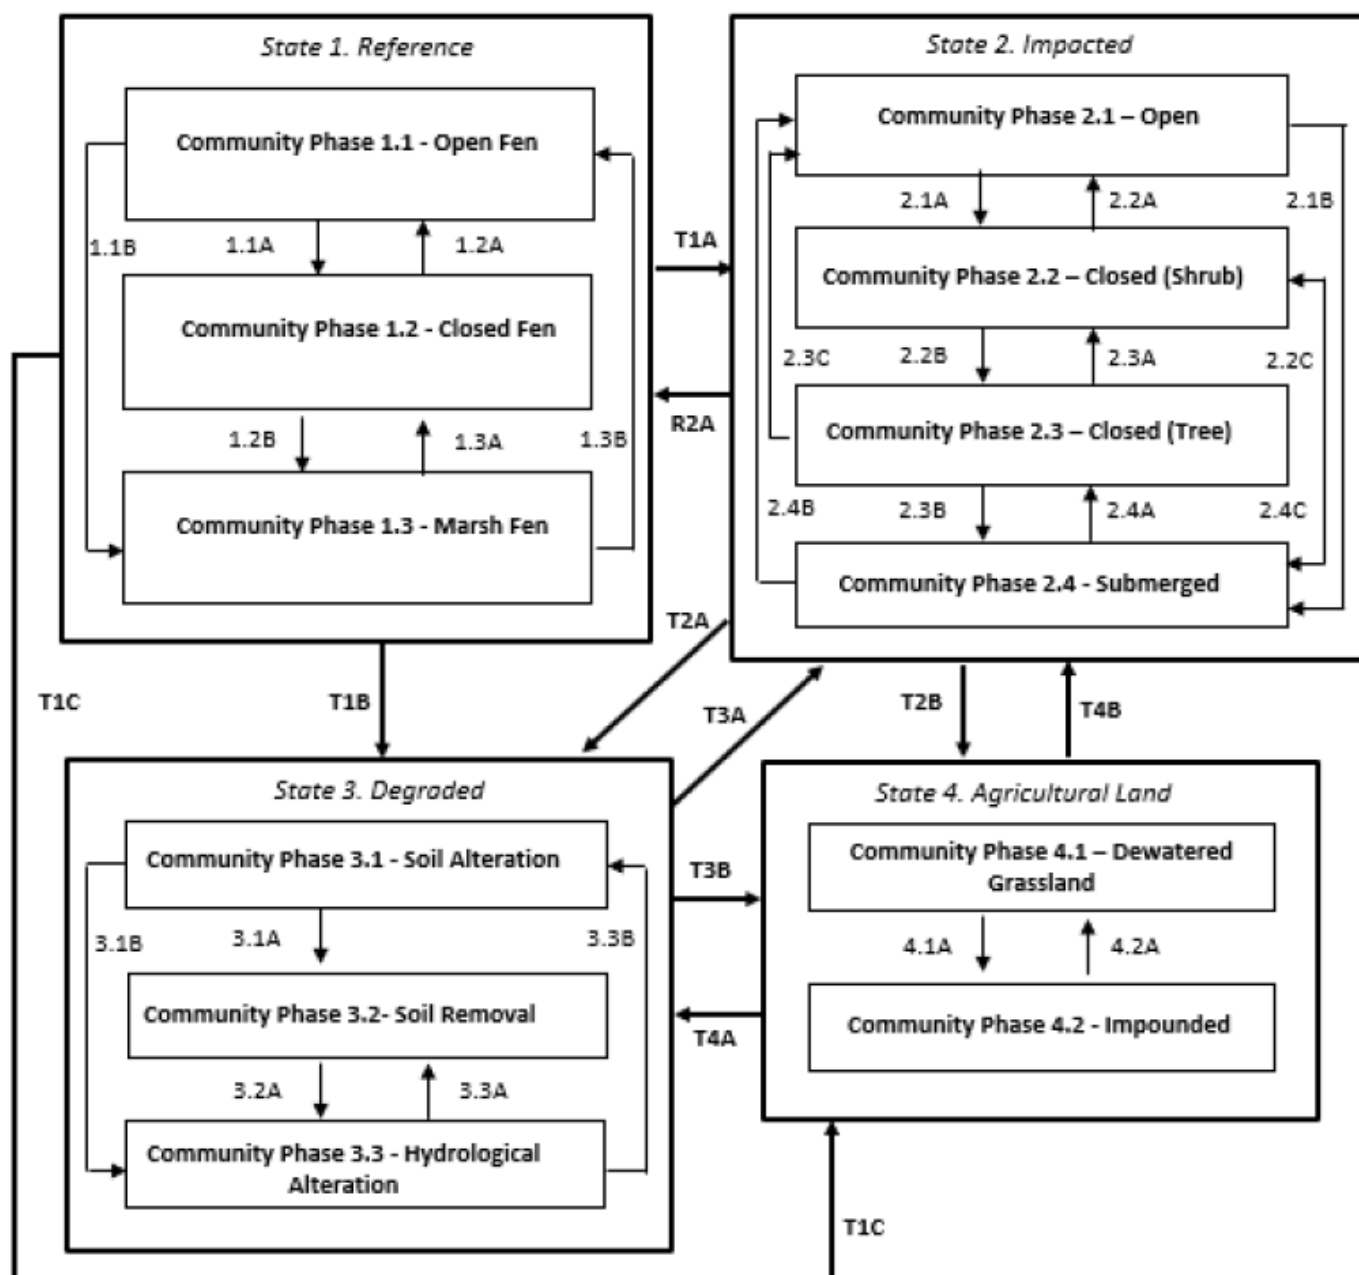 State 1. Reference
Community Phase 1.1 - Open Fen
1.1B
1.1A
1.2A
Community Phase 1.2 - Closed Fen
1.2B
1.3A
1.3B
Community Phase 1.3 - Marsh Fen
T1A
R2A
State 2. Impacted
Community Phase 2.1 – Open
2.1A
2.2A
2.1B
Community Phase 2.2 – Closed (Shrub)
2.3C
2.2B
2.3A
2.2C
Community Phase 2.3 – Closed (Tree)
2.4B
2.3B
2.4A
2.4C
Community Phase 2.4 - Submerged
T1C
T1B
T2A
T3A
T2B
T4B
State 3. Degraded
Community Phase 3.1 - Soil Alteration
3.1B
3.1A
3.3B
Community Phase 3.2- Soil Removal
3.2A
3.3A
Community Phase 3.3 - Hydrological
Alteration
T3B
T4A
State 4. Agricultural Land
Community Phase 4.1 – Dewatered
Grassland
4.1A
4.2A
Community Phase 4.2 - Impounded
T1C